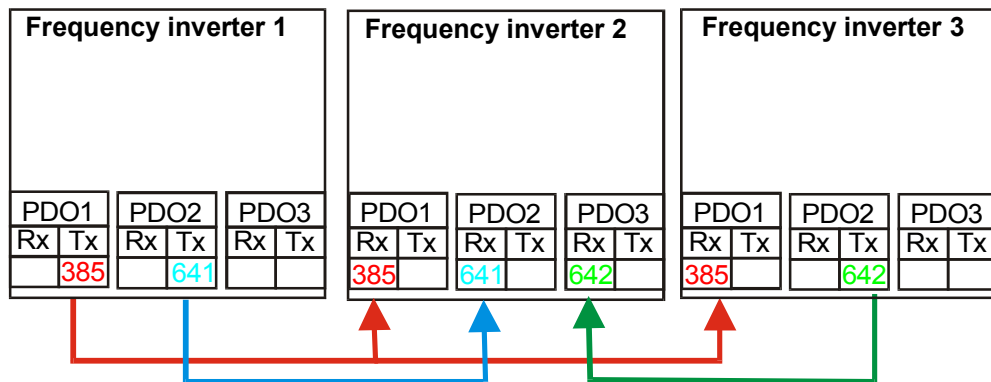 Frequency inverter 1 Frequency inverter 2 Frequency inverter 3
PDO1 PDO2 PDO3 PDO1 PDO2 PDO3 PDO1 PDO2 PDO3
Rx Tx Rx Tx Rx Tx Rx Tx Rx Tx Rx Tx Rx Tx Rx Tx Rx Tx
385 641 385 641 642 385 642